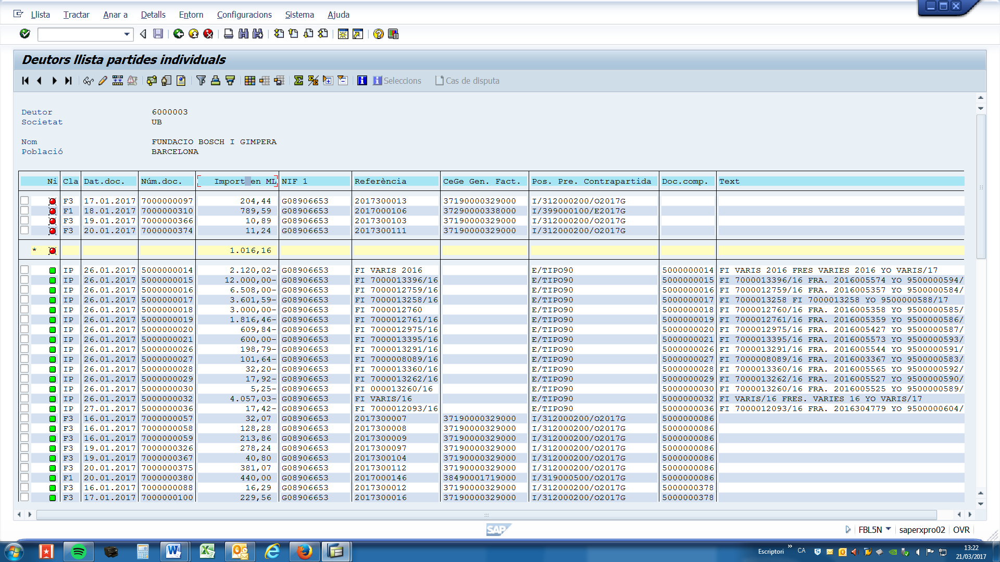 Llista Tractar Anar a Detalls Entorn Configuracions Sistema Ajuda
Deutors llista partides individuals
Seleccions Cas de disputa
Deutor 6000003
Societat UB
Nom FUNDACIO BOSCH I GIMPERA
Població BARCELONA
Ni Cla Dat.doc. Núm.doc. Import en ML NIF 1 Referència CeGe Gen. Fact. Pos. Pre. Contrapartida Doc.comp. Text
F3 17.01.2017 7000000097 204,44 G08906653 2017300013 37190000329000 I/312000200/O2017G
F1 18.01.2017 7000000310 789,59 G08906653 2017000106 37290000338000 I/399000100/E2017G
F3 19.01.2017 7000000366 10,89 G08906653 2017300103 37190000329000 I/312000200/O2017G
F3 20.01.2017 7000000374 11,24 G08906653 2017300111 37190000329000 I/312000200/O2017G
* 1.016,16
IP 26.01.2017 5000000014 2.120,02- G08906653 FI VARIS 2016 E/TIPO90 5000000014 FI VARIS 2016 FRES VARIES 2016 YO VARIS/17
IP 26.01.2017 5000000015 12.000,00- G08906653 FI 7000013396/16 E/TIPO90 5000000015 FI 7000013396/16 FRA. 2016005574 YO 9500000594/
IP 26.01.2017 5000000016 6.508,00- G08906653 FI 7000012759/16 E/TIPO90 5000000016 FI 7000012759/16 FRA. 2016005357 YO 9500000584/
IP 26.01.2017 5000000017 3.601,59- G08906653 FI 7000013258/16 E/TIPO90 5000000017 FI 7000013258 FI 7000013258 YO 9500000588/17
IP 26.01.2017 5000000018 3.000,00- G08906653 FI 7000012760 E/TIPO90 5000000018 FI 7000012760/16 FRA. 2016005358 YO 9500000585/
IP 26.01.2017 5000000019 1.816,46- G08906653 FI 7000012761/16 E/TIPO90 5000000019 FI 7000012761/16 FRA. 2016005359 YO 9500000586/
IP 26.01.2017 5000000020 609,84- G08906653 FI 7000012975/16 E/TIPO90 5000000020 FI 7000012975/16 FRA. 2016005427 YO 9500000587/
IP 26.01.2017 5000000021 600,00- G08906653 FI 7000013395/16 E/TIPO90 5000000021 FI 7000013395/16 FRA. 2016005573 YO 9500000593/
IP 26.01.2017 5000000026 198,79- G08906653 FI 7000013291/16 E/TIPO90 5000000026 FI 7000013291/16 FRA. 2016005544 YO 9500000591/
IP 26.01.2017 5000000027 101,64- G08906653 FI 7000008089/16 E/TIPO90 5000000027 FI 7000008089/16 FRA. 2016003367 YO 9500000583/
IP 26.01.2017 5000000028 32,20- G08906653 FI 7000013360/16 E/TIPO90 5000000028 FI 7000013360/16 FRA. 2016005565 YO 9500000592/
IP 26.01.2017 5000000029 17,92- G08906653 FI 7000013262/16 E/TIPO90 5000000029 FI 7000013262/16 FRA. 2016005527 YO 9500000590/
IP 26.01.2017 5000000030 5,25- G08906653 FI 000013260/16 E/TIPO90 5000000030 FI 7000013260/16 FRA. 2016005525 YO 9500000589/
IP 26.01.2017 5000000032 4.057,03- G08906653 FI VARIS/16 E/TIPO90 5000000032 FI VARIS/16 FRES. VARIES 16 YO VARIS/17
IP 27.01.2017 5000000036 17,42- G08906653 FI 7000012093/16 E/TIPO90 5000000036 FI 7000012093/16 FRA. 2016304779 YO 9500000604/
F3 16.01.2017 7000000057 32,07 G08906653 2017300007 37190000329000 I/312000200/O2017G 5000000086
F3 16.01.2017 7000000058 128,28 G08906653 2017300008 37190000329000 I/312000200/O2017G 5000000086
F3 16.01.2017 7000000059 213,86 G08906653 2017300009 37190000329000 I/312000200/O2017G 5000000086
F3 19.01.2017 7000000326 278,24 G08906653 2017300097 37190000329000 I/312000200/O2017G 5000000086
F3 19.01.2017 7000000367 40,80 G08906653 2017300104 37190000329000 I/312000200/O2017G 5000000086
F3 20.01.2017 7000000375 381,07 G08906653 2017300112 37190000329000 I/312000200/O2017G 5000000086
F1 20.01.2017 7000000380 440,00 G08906653 2017000146 38490001719000 I/319000500/O2017G 5000000086
F3 16.01.2017 7000000088 16,29 G08906653 2017300012 37190000329000 I/312000200/O2017G 5000000378
F3 17.01.2017 7000000100 229,56 G08906653 2017300016 37190000329000 I/312000200/O2017G 5000000378
SAP FBL5N saperxpro02 OVR
Escriptori CA 13:22
21/03/2017